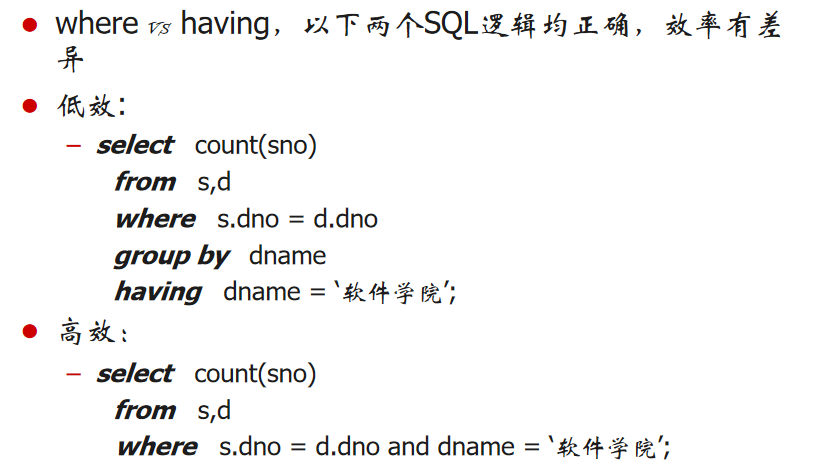 ● where vs having，以下两个SQL逻辑均正确，效率有差
异
● 低效：
– select count(sno)
from s,d
where s.dno = d.dno
group by dname
having dname = ‘软件学院’;
● 高效：
– select count(sno)
from s,d
where s.dno = d.dno and dname = ‘软件学院’;